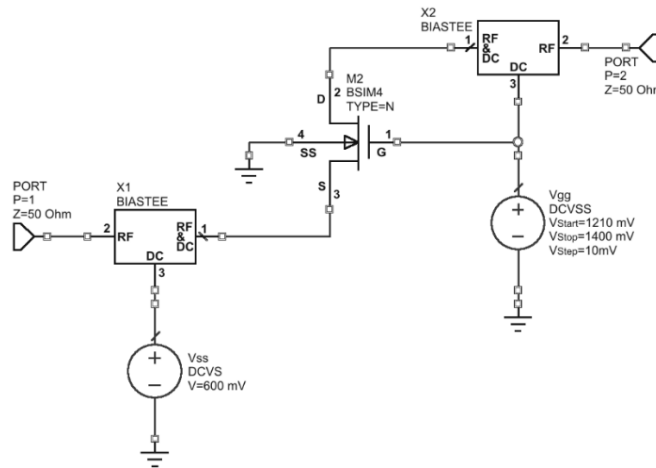 X2
BIASTEE
1
RF
&
DC
RF
2
DC
3
PORT
P=2
Z=50 Ohm
M2
BSIM4
TYPE=N
D
2
4
SS
1
G
S
3
PORT
P=1
Z=50 Ohm
X1
BIASTEE
2
RF
RF
&
DC
1
DC
3
Vgg
DCVSS
VStart=1210 mV
VStop=1400 mV
VStep=10mV
+
−
Vss
DCVS
V=600 mV
+
−